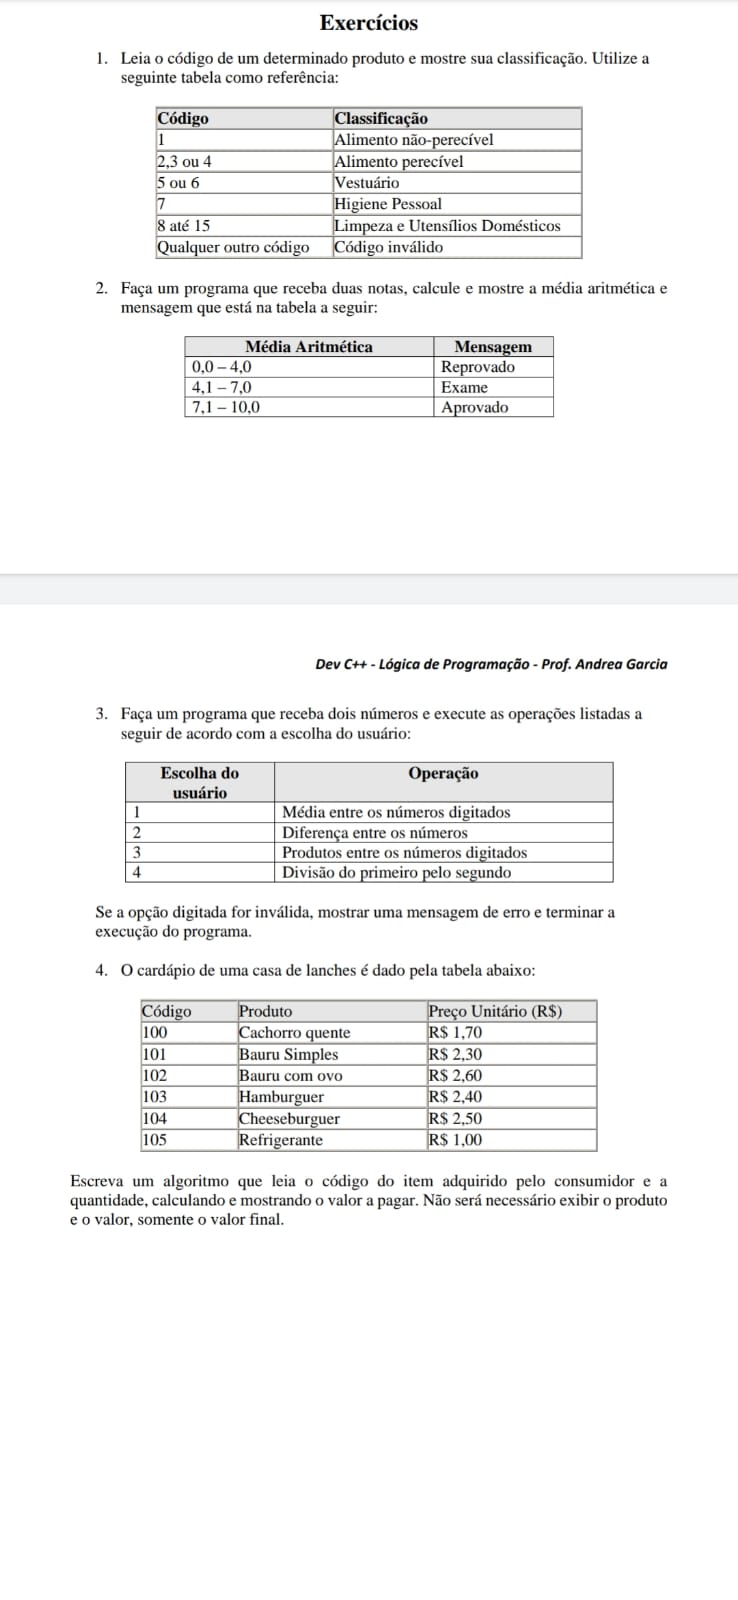 Exercícios
1. Leia o código de um determinado produto e mostre sua classificação. Utilize a
seguinte tabela como referência:
Código Classificação
1 Alimento não-perecível
2,3 ou 4 Alimento perecível
5 ou 6 Vestuário
7 Higiene Pessoal
8 até 15 Limpeza e Utensílios Domésticos
Qualquer outro código Código inválido
2. Faça um programa que receba duas notas, calcule e mostre a média aritmética e
mensagem que está na tabela a seguir:
Média Aritmética Mensagem
0,0 – 4,0 Reprovado
4,1 – 7,0 Exame
7,1 – 10,0 Aprovado
Dev C++ - Lógica de Programação - Prof. Andrea Garcia
3. Faça um programa que receba dois números e execute as operações listadas a
seguir de acordo com a escolha do usuário:
Escolha do
usuário Operação
1 Média entre os números digitados
2 Diferença entre os números
3 Produtos entre os números digitados
4 Divisão do primeiro pelo segundo
Se a opção digitada for inválida, mostrar uma mensagem de erro e terminar a
execução do programa.
4. O cardápio de uma casa de lanches é dado pela tabela abaixo:
Código Produto Preço Unitário (R$)
100 Cachorro quente R$ 1,70
101 Bauru Simples R$ 2,30
102 Bauru com ovo R$ 2,60
103 Hamburguer R$ 2,40
104 Cheeseburguer R$ 2,50
105 Refrigerante R$ 1,00
Escreva um algoritmo que leia o código do item adquirido pelo consumidor e a
quantidade, calculando e mostrando o valor a pagar. Não será necessário exibir o produto
e o valor, somente o valor final.